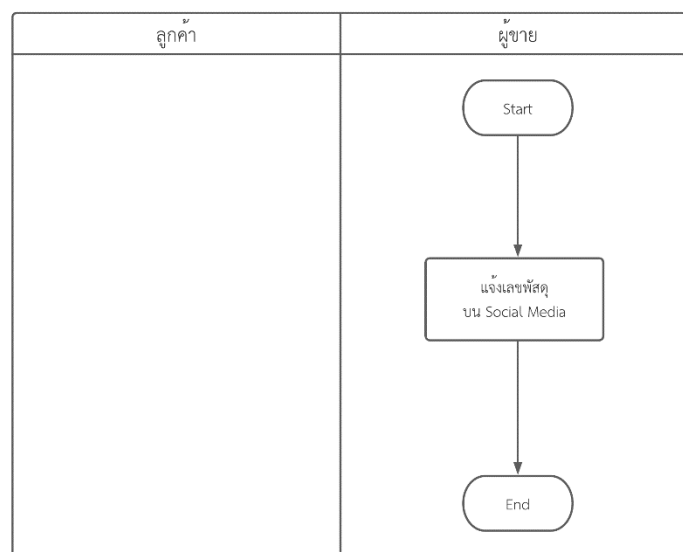 ลูกค้า
ผู้ขาย
Start
แจ้งเลขพัสดุ
บน Social Media
End